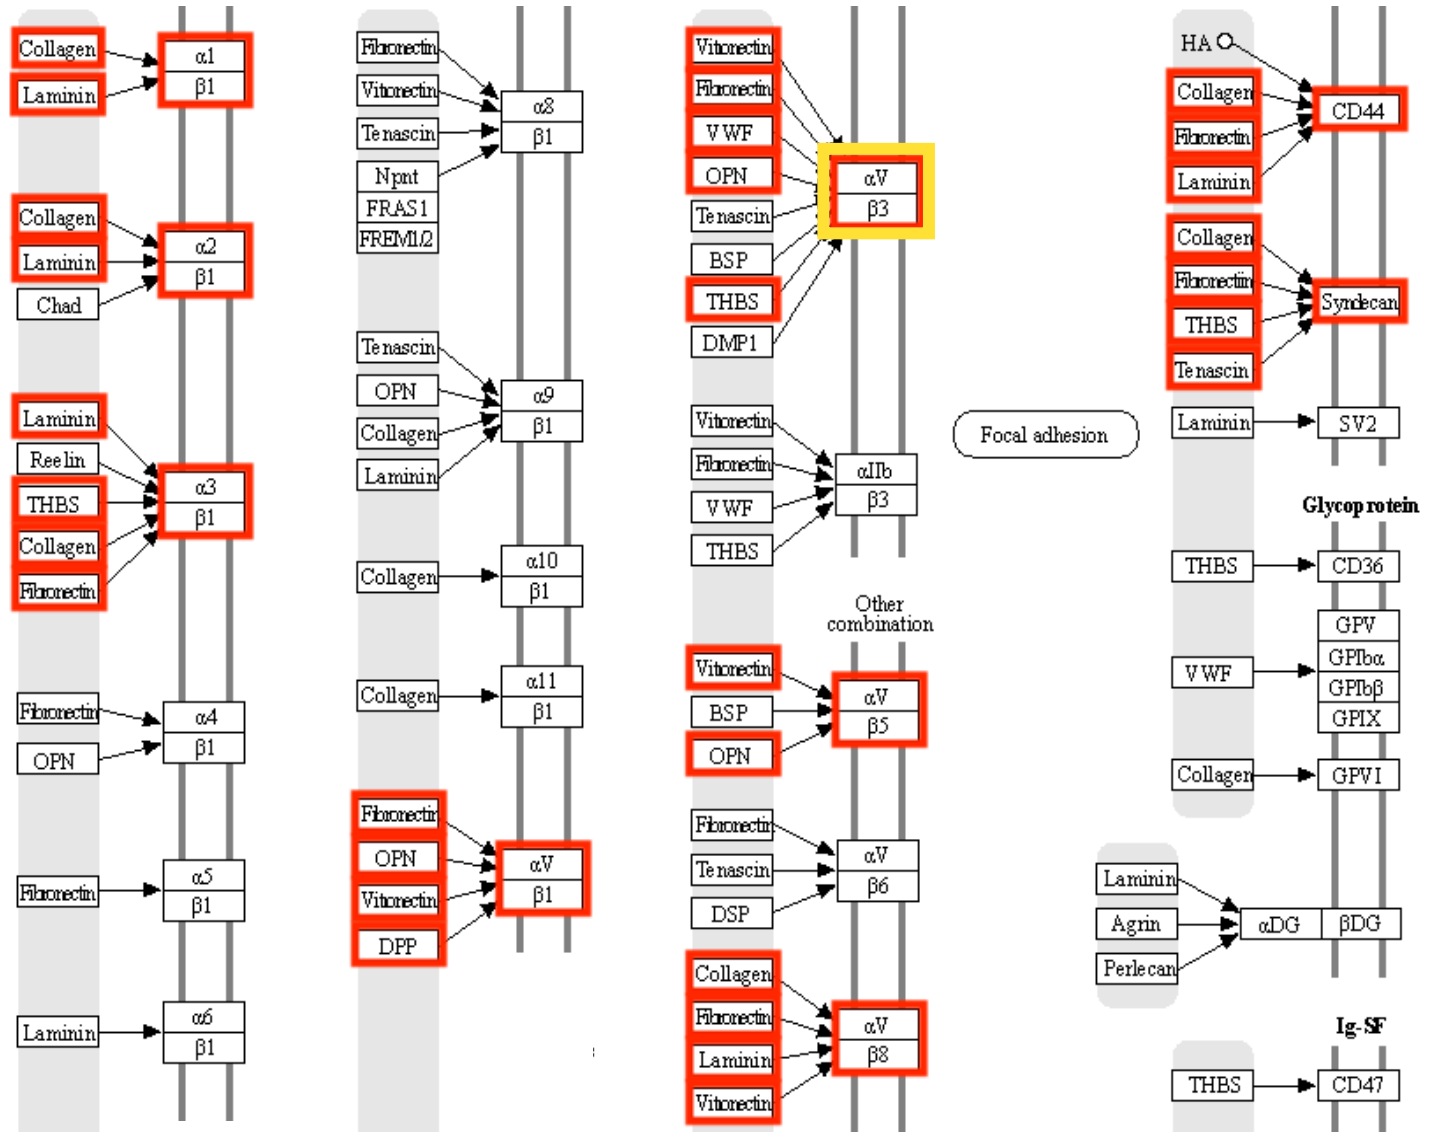 Collagen
Laminin
α1
β1
Collagen
Laminin
Chad
α2
β1
Laminin
Reelin
THBS
Collagen
Fibronectin
α3
β1
Fibronectin
OPN
α4
β1
Fibronectin
α5
β1
Laminin
α6
β1
Fibronectin
Vitronectin
Tenascin
Npnt
FRAS1
FREM1/2
α8
β1
Tenascin
OPN
Collagen
Laminin
α9
β1
Collagen
α10
β1
Collagen
α11
β1
Fibronectin
OPN
Vitronectin
DPP
αV
β1
Vitronectin
Fibronectin
VWF
OPN
Tenascin
BSP
THBS
DMP1
αV
β3
Vitronectin
Fibronectin
VWF
THBS
αIIb
β3
Other
combination
Vitronectin
BSP
OPN
αV
β5
Fibronectin
Tenascin
DSP
αV
β6
Collagen
Fibronectin
Laminin
Vitronectin
αV
β8
Focal adhesion
HA
Collagen
Fibronectin
Laminin
CD44
Collagen
Fibronectin
THBS
Tenascin
Syndecan
Laminin
SV2
Glycoprotein
THBS
CD36
VWF
GPV
GPIbα
GPIbβ
GPIX
Collagen
GPVI
Laminin
Agrin
Perlecan
αDG
βDG
Ig-SF
THBS
CD47